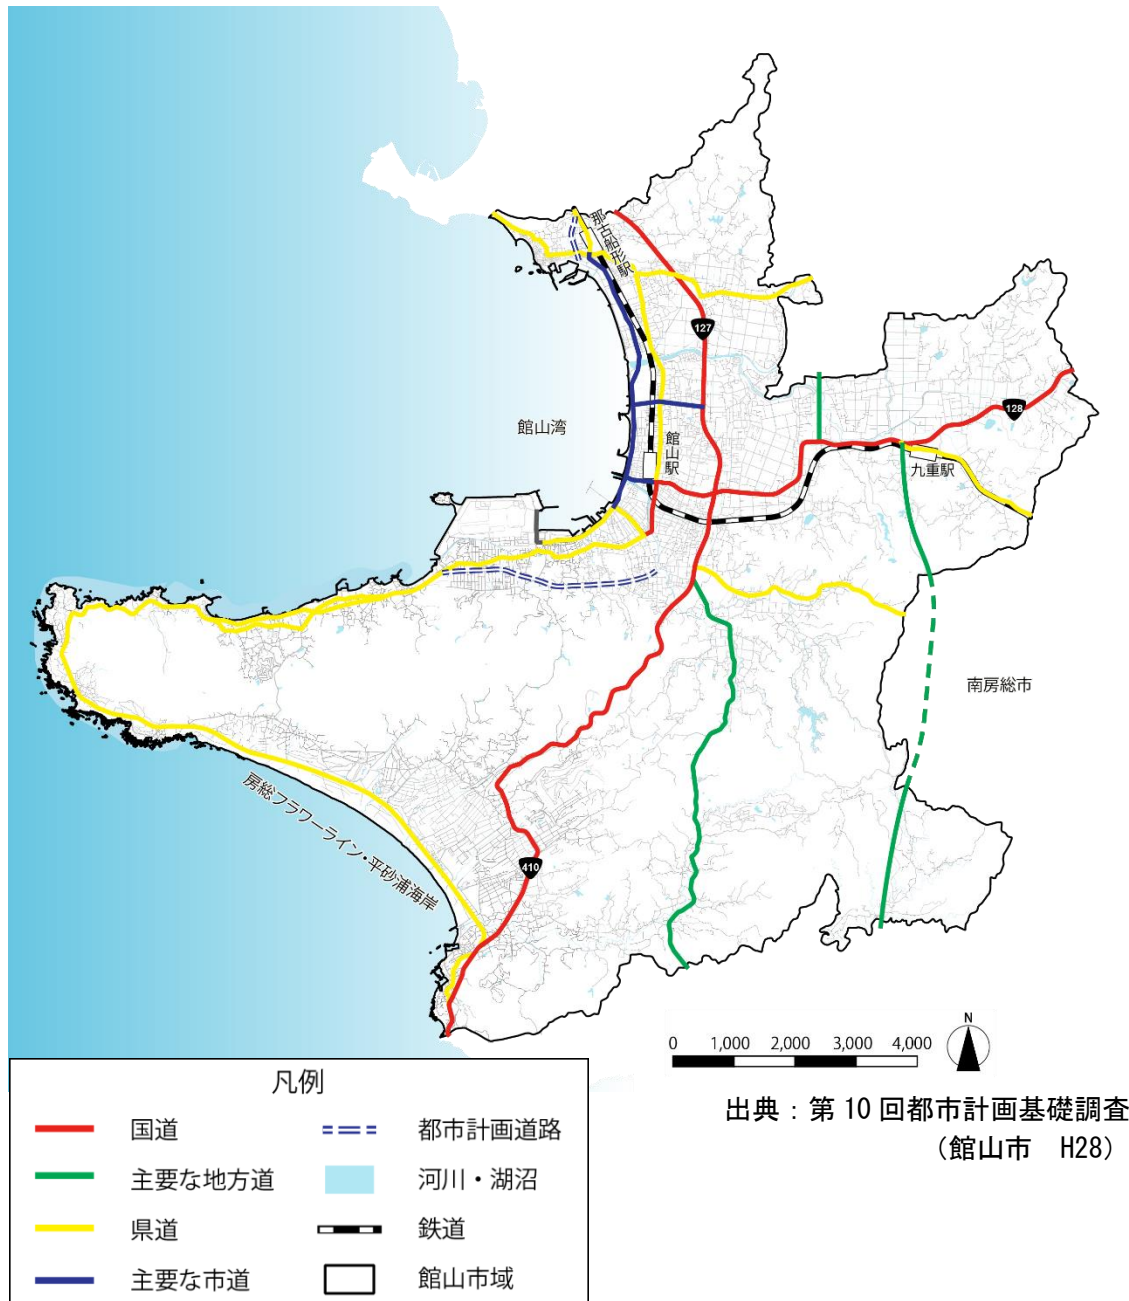 那古船形駅
127
128
館山湾
館山駅
九重駅
南房総市
房総フラワーライン・平砂浦海岸
410
N
0 1,000 2,000 3,000 4,000
出典：第10回都市計画基礎調査
（館山市 H28）
凡例
国道
都市計画道路
主要な地方道
河川・湖沼
県道
鉄道
主要な市道
館山市域